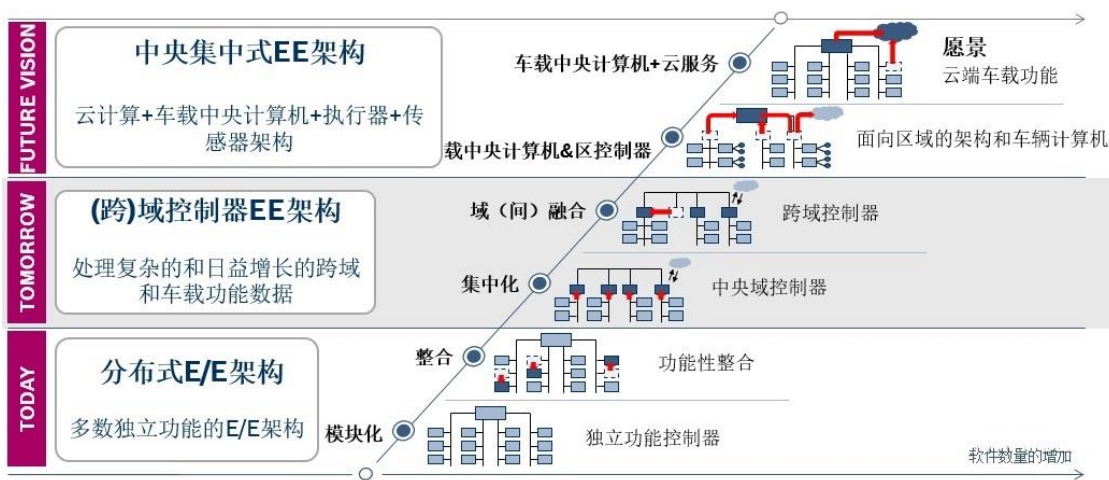 FUTURE VISION
中央集中式EE架构
云计算+车载中央计算机+执行器+传
感器架构
车载中央计算机+云服务
愿景
云端车载功能
载中央计算机&区控制器
面向区域的架构和车辆计算机
TOMORROW
(跨)域控制器EE架构
处理复杂的和日益增长的跨域
和车载功能数据
域（间）融合
跨域控制器
集中化
中央域控制器
TODAY
分布式E/E架构
多数独立功能的E/E架构
整合
功能性整合
模块化
独立功能控制器
软件数量的增加